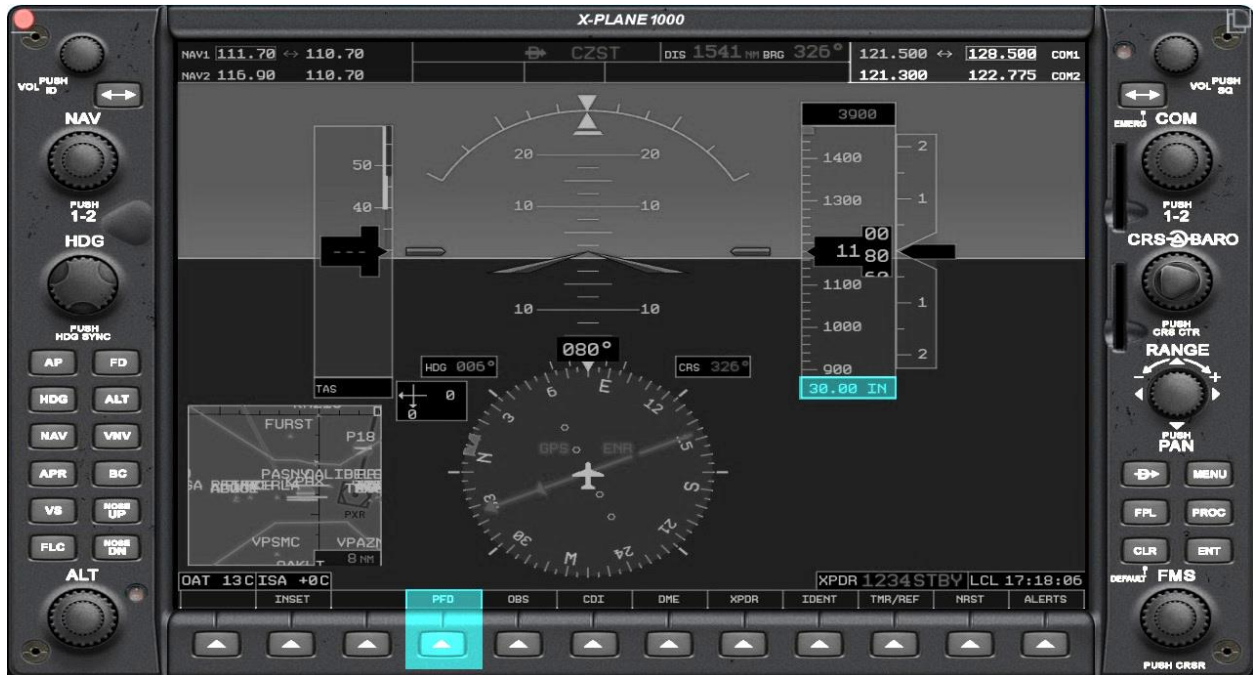 X-PLANE 1000
NAV1 111.70 ↔ 110.70
NAV2 116.90 110.70
CZST DIS 1541 NM BRG 326°
121.500 ↔ 128.500 COM1
121.300 122.775 COM2
VOL PUSH ID
NAV
PUSH
1-2
HDG
PUSH
HDG SYNC
AP FD
HDG ALT
NAV VNV
APR BC
VS NOSE UP
FLC NOSE DN
ALT
50
40
---
TAS
20 20
10 10
10 10
3900
1400
1300
11
00
80
1100
1000
900
30.00 IN
2
1
1
2
080°
HDG 006°
CRS 326°
0
0
N 3 6 E 12 15 S 21 24 W 30 33
GPS ENR
FURST
P18
PXR
VPSMC
8 NM
OAT 13C ISA +0C
XPDR 1234 STBY LCL 17:18:06
INSET PFD OBS CDI DME XPDR IDENT TMR/REF NRST ALERTS
VOL PUSH SQ
EMERG
COM
PUSH
1-2
CRS BARO
PUSH
CRS CTR
RANGE
- +
PUSH
PAN
D MENU
FPL PROC
CLR ENT
DEFAULT
FMS
PUSH CRSR